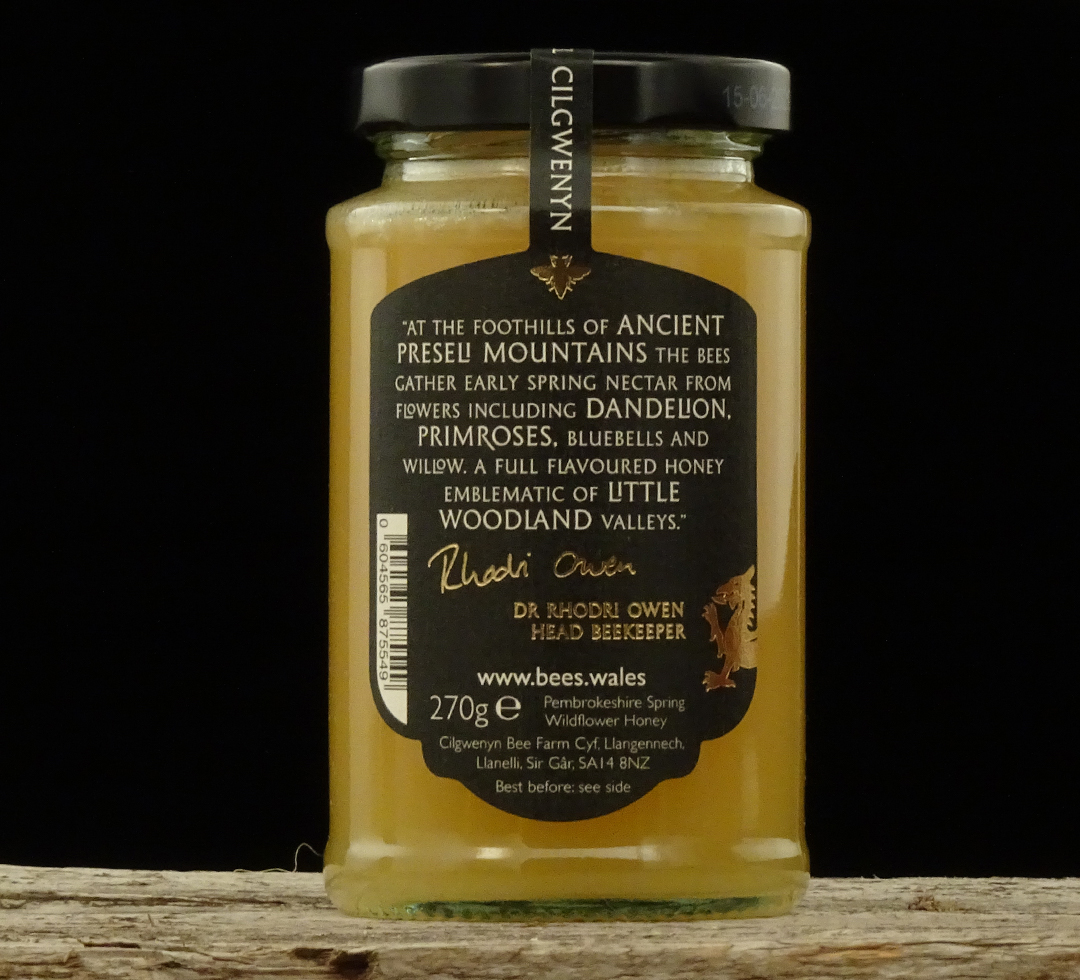 15-06-2
CILGWENYN
"AT THE FOOTHILLS OF ANCIENT
PRESELI MOUNTAINS THE BEES
GATHER EARLY SPRING NECTAR FROM
FLOWERS INCLUDING DANDELION,
PRIMROSES, BLUEBELLS AND
WILLOW. A FULL FLAVOURED HONEY
EMBLEMATIC OF LITTLE
WOODLAND VALLEYS."
Rhodri Owen
DR RHODRI OWEN
HEAD BEEKEEPER
0 604565 875549
www.bees.wales
270g e Pembrokeshire Spring
Wildflower Honey
Cilgwenyn Bee Farm Cyf, Llangennech,
Llanelli, Sir Gâr, SA14 8NZ
Best before: see side